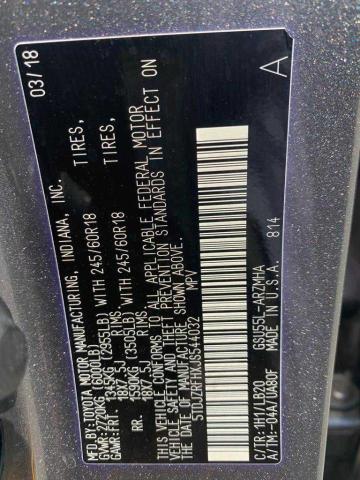 03/18
MFD. BY: TOYOTA MOTOR MANUFACTURING, INDIANA, INC.
GVWR: 2720KG (6000LB)
GAWR: FRT. 1345KG (2955LB) WITH 245/60R18 TIRES,
18X7.5J RIMS
RR. 1590KG (3505LB) WITH 245/60R18 TIRES,
18X7.5J RIMS
THIS VEHICLE CONFORMS TO ALL APPLICABLE FEDERAL MOTOR
VEHICLE SAFETY, BUMPER, AND THEFT PREVENTION STANDARDS IN EFFECT ON
THE DATE OF MANUFACTURE SHOWN ABOVE.
5TDJZRFHXJS544032
MPV
A
C/TR:1H1/LB20 GSU55L-ARZMHA
A/TM:-04A/UA80F MADE IN U.S.A. 814